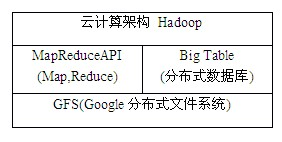 云计算架构 Hadoop
MapReduceAPI
(Map,Reduce)
Big Table
(分布式数据库)
GFS(Google 分布式文件系统)